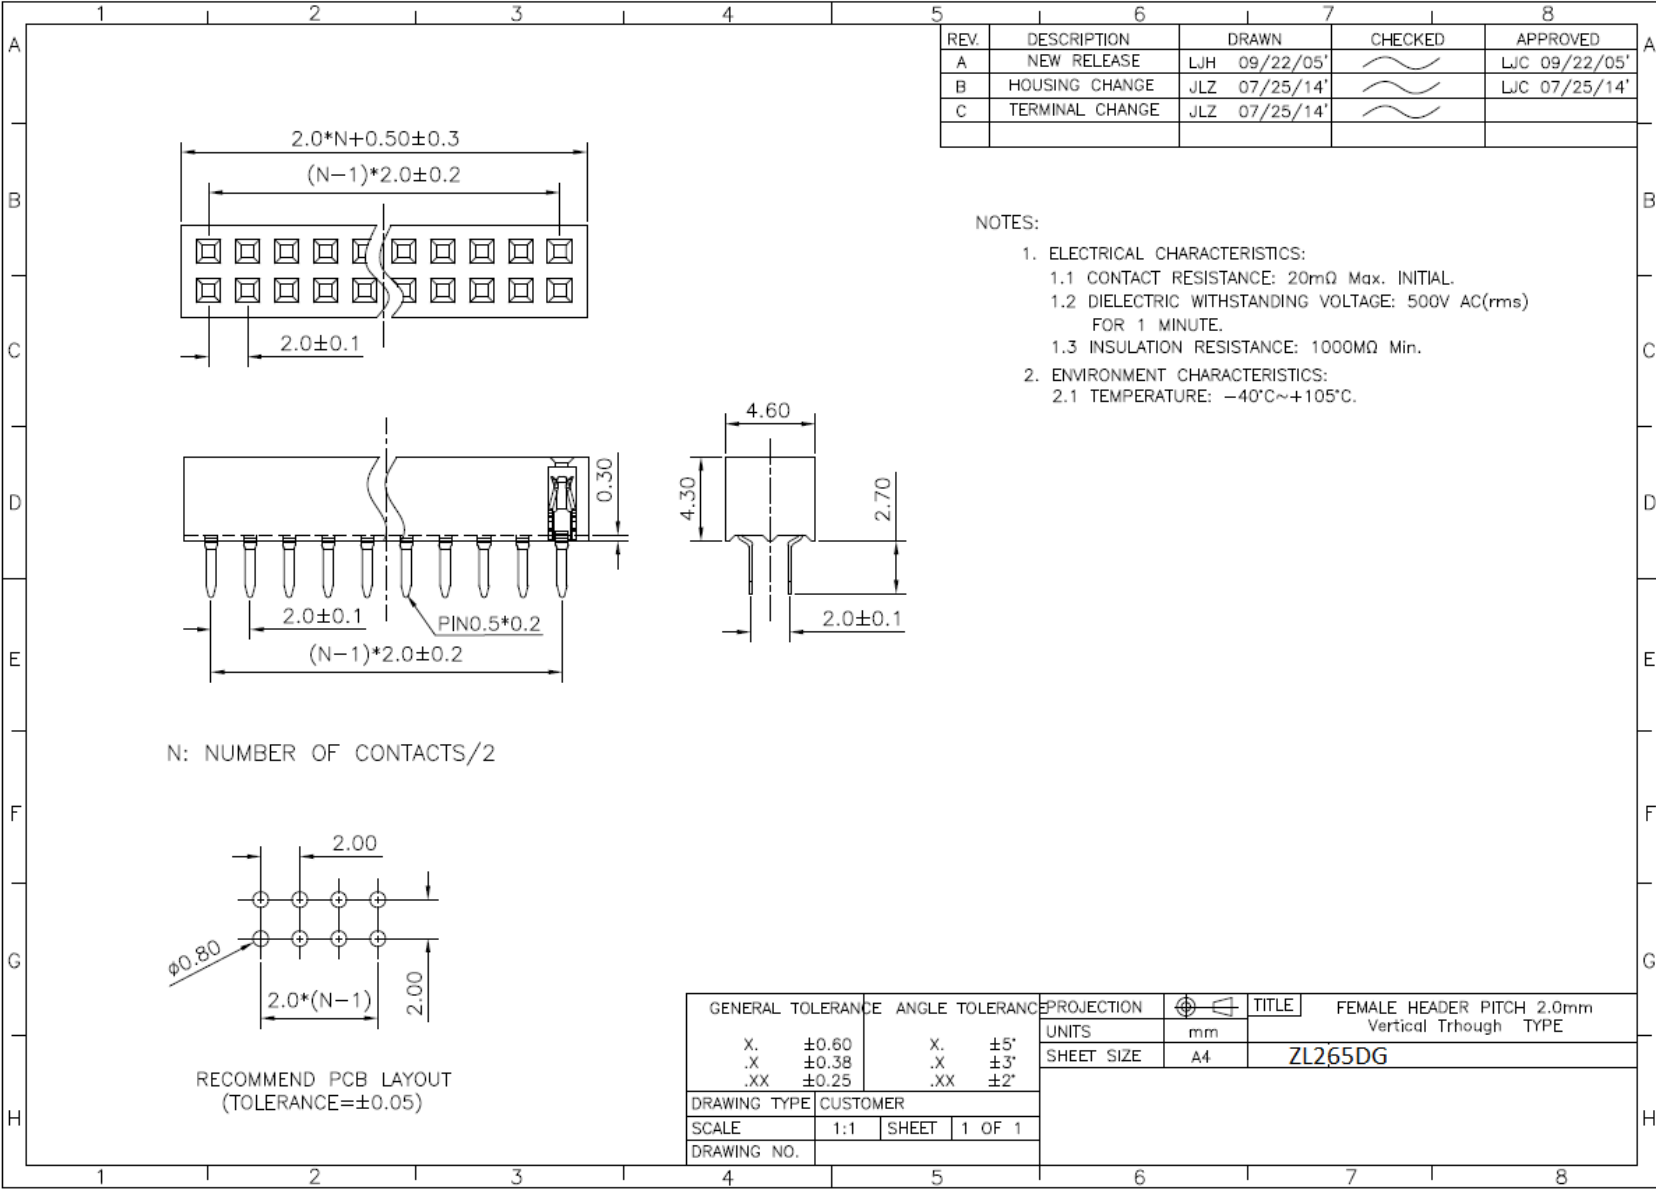 1 2 3 4 5 6 7 8
A A
B B
C C
D D
E E
F F
G G
H H
REV. DESCRIPTION DRAWN CHECKED APPROVED
A NEW RELEASE LJH 09/22/05' LJC 09/22/05'
B HOUSING CHANGE JLZ 07/25/14' LJC 07/25/14'
C TERMINAL CHANGE JLZ 07/25/14'
2.0*N+0.50±0.3
(N-1)*2.0±0.2
2.0±0.1
NOTES:
1. ELECTRICAL CHARACTERISTICS:
1.1 CONTACT RESISTANCE: 20mΩ Max. INITIAL.
1.2 DIELECTRIC WITHSTANDING VOLTAGE: 500V AC(rms)
FOR 1 MINUTE.
1.3 INSULATION RESISTANCE: 1000MΩ Min.
2. ENVIRONMENT CHARACTERISTICS:
2.1 TEMPERATURE: -40°C~+105°C.
0.30
2.0±0.1
PIN0.5*0.2
(N-1)*2.0±0.2
4.60
4.30
2.70
2.0±0.1
N: NUMBER OF CONTACTS/2
2.00
ø0.80
2.0*(N-1)
2.00
RECOMMEND PCB LAYOUT
(TOLERANCE=±0.05)
GENERAL TOLERANCE ANGLE TOLERANCE
X. ±0.60 X. ±5°
.X ±0.38 .X ±3°
.XX ±0.25 .XX ±2°
DRAWING TYPE CUSTOMER
SCALE 1:1 SHEET 1 OF 1
DRAWING NO.
PROJECTION
UNITS mm
SHEET SIZE A4
TITLE FEMALE HEADER PITCH 2.0mm
Vertical Trhough TYPE
ZL265DG
1 2 3 4 5 6 7 8